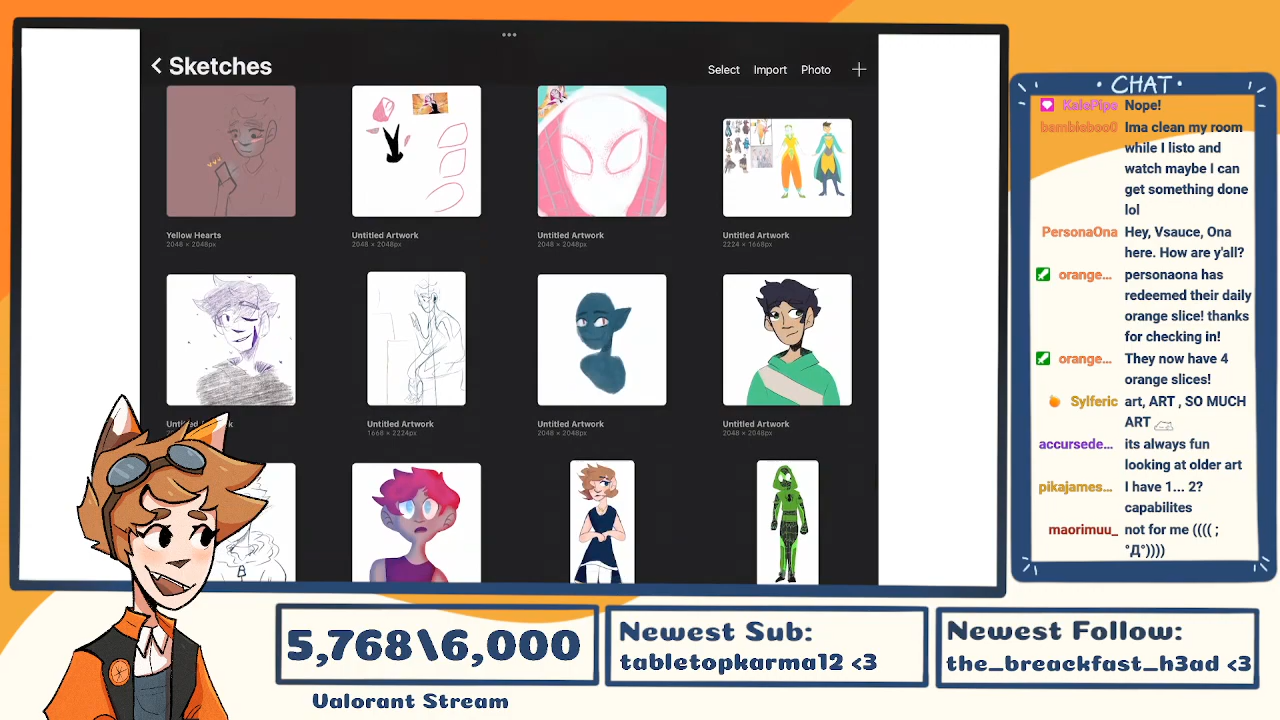 Sketches
Select Import Photo
Yellow Hearts
2048 × 2048px
Untitled Artwork
2048 × 2048px
Untitled Artwork
2048 × 2048px
Untitled Artwork
2224 × 1668px
Untitled Artwork
1668 × 2224px
Untitled Artwork
2048 × 2048px
Untitled Artwork
2048 × 2048px
CHAT
KalePipe Nope!
bambiaboo0 Ima clean my room
while I listo and
watch maybe I can
get something done
lol
PersonaOna Hey, Vsauce, Ona
here. How are y'all?
orange... personaona has
redeemed their daily
orange slice! thanks
for checking in!
orange... They now have 4
orange slices!
Sylferic art, ART , SO MUCH
ART
accursede... its always fun
looking at older art
pikajames... I have 1... 2?
capabilites
maorimuu_ not for me (((( ;
°Д°))))
5,768\6,000
Valorant Stream
Newest Sub:
tabletopkarma12 <3
Newest Follow:
the_breackfast_h3ad <3